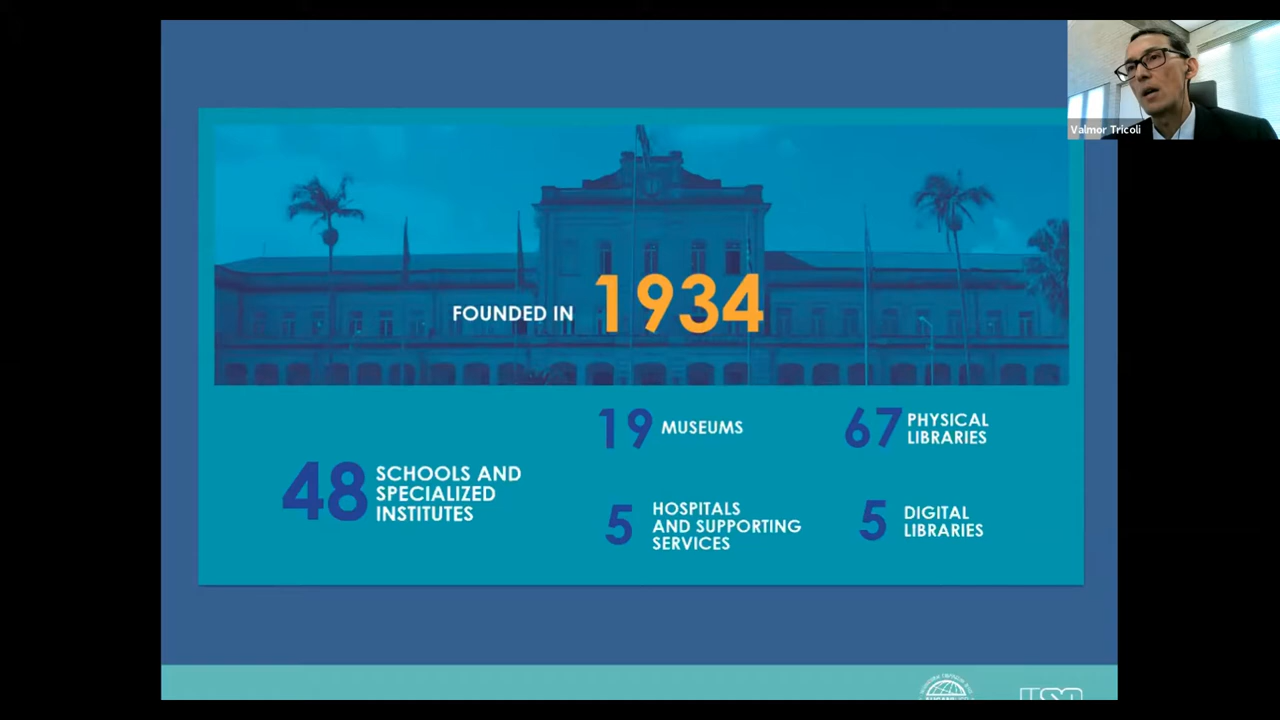 Valmor Tricoli
FOUNDED IN 1934
19 MUSEUMS
67 PHYSICAL
LIBRARIES
48 SCHOOLS AND
SPECIALIZED
INSTITUTES
5 HOSPITALS
AND SUPPORTING
SERVICES
5 DIGITAL
LIBRARIES